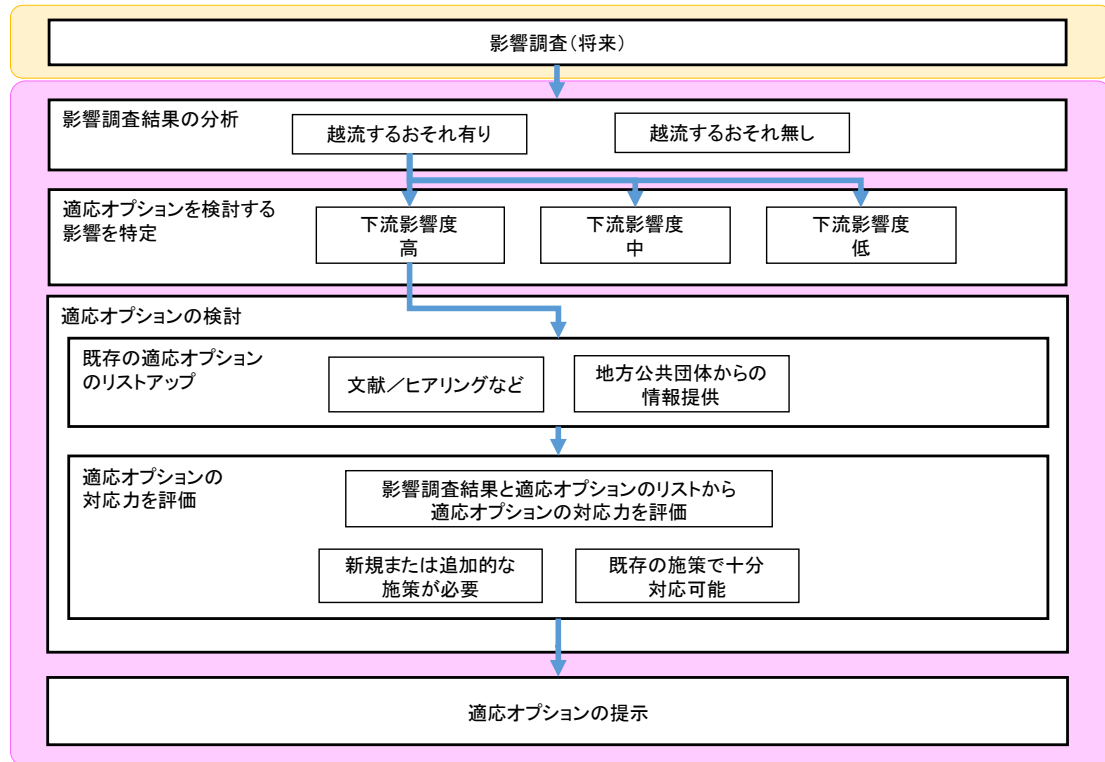 影響調査(将来)
影響調査結果の分析
越流するおそれ有り
越流するおそれ無し
適応オプションを検討する
影響を特定
下流影響度
高
下流影響度
中
下流影響度
低
適応オプションの検討
既存の適応オプション
のリストアップ
文献/ヒアリングなど
地方公共団体からの
情報提供
適応オプションの
対応力を評価
影響調査結果と適応オプションのリストから
適応オプションの対応力を評価
新規または追加的な
施策が必要
既存の施策で十分
対応可能
適応オプションの提示